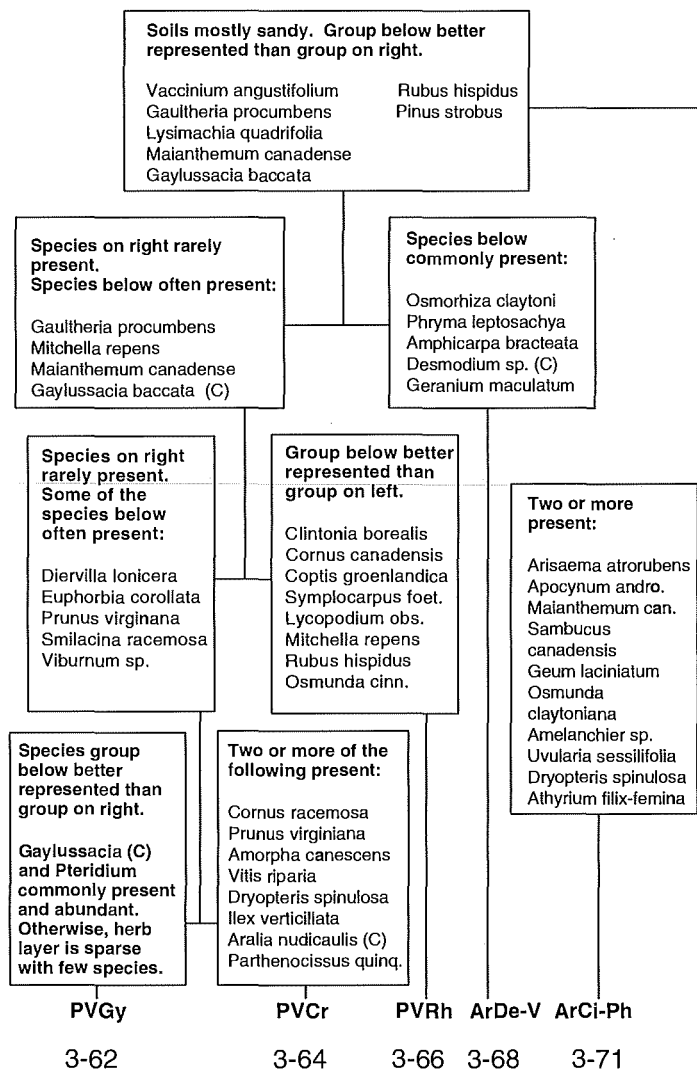 Soils mostly sandy. Group below better
represented than group on right.
Vaccinium angustifolium
Gaultheria procumbens
Lysimachia quadrifolia
Maianthemum canadense
Gaylussacia baccata
Rubus hispidus
Pinus strobus
Species on right rarely
present.
Species below often present:
Gaultheria procumbens
Mitchella repens
Maianthemum canadense
Gaylussacia baccata (C)
Species below
commonly present:
Osmorhiza claytoni
Phryma leptosachya
Amphicarpa bracteata
Desmodium sp. (C)
Geranium maculatum
Species on right
rarely present.
Some of the
species below
often present:
Diervilla lonicera
Euphorbia corollata
Prunus virginana
Smilacina racemosa
Viburnum sp.
Group below better
represented than
group on left.
Clintonia borealis
Cornus canadensis
Coptis groenlandica
Symplocarpus foet.
Lycopodium obs.
Mitchella repens
Rubus hispidus
Osmunda cinn.
Two or more
present:
Arisaema atrorubens
Apocynum andro.
Maianthemum can.
Sambucus
canadensis
Geum laciniatum
Osmunda
claytoniana
Amelanchier sp.
Uvularia sessilifolia
Dryopteris spinulosa
Athyrium filix-femina
Species group
below better
represented than
group on right.
Gaylussacia (C)
and Pteridium
commonly present
and abundant.
Otherwise, herb
layer is sparse
with few species.
Two or more of the
following present:
Cornus racemosa
Prunus virginiana
Amorpha canescens
Vitis riparia
Dryopteris spinulosa
Ilex verticillata
Aralia nudicaulis (C)
Parthenocissus quinq.
PVGy PVCr PVRh ArDe-V ArCi-Ph
3-62 3-64 3-66 3-68 3-71